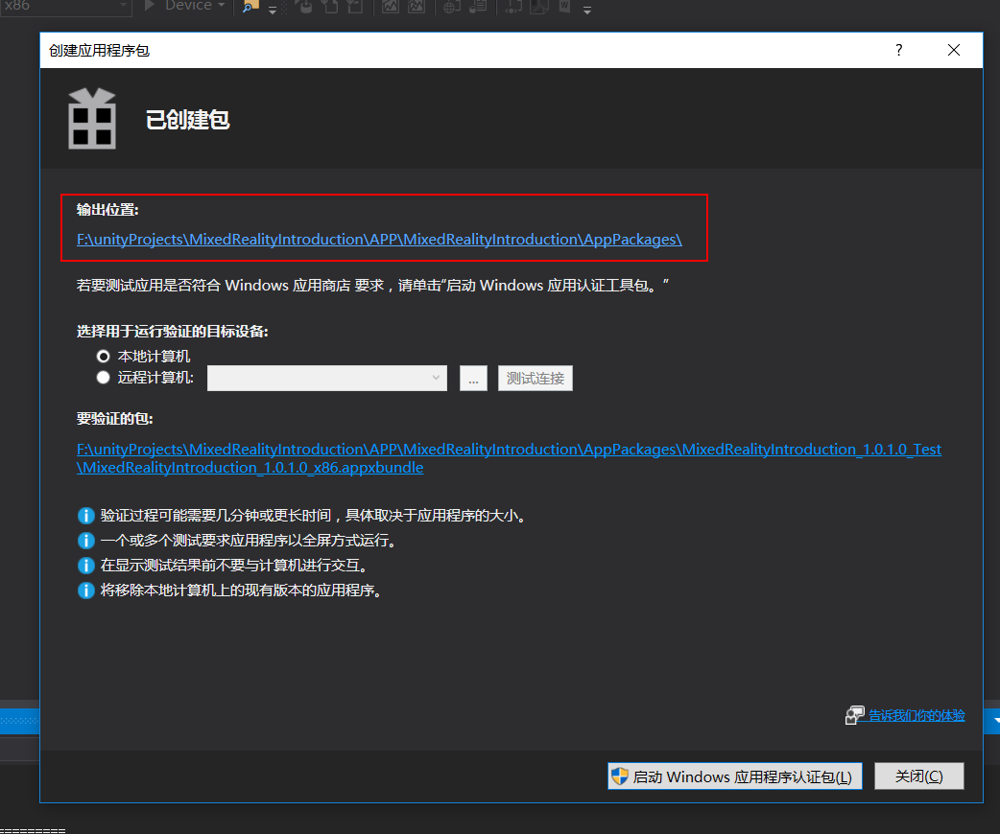 x86
Device
创建应用程序包
?
已创建包
输出位置:
F:\unityProjects\MixedRealityIntroduction\APP\MixedRealityIntroduction\AppPackages\
若要测试应用是否符合 Windows 应用商店 要求，请单击"启动 Windows 应用认证工具包。"
选择用于运行验证的目标设备:
本地计算机
远程计算机:
...
测试连接
要验证的包:
F:\unityProjects\MixedRealityIntroduction\APP\MixedRealityIntroduction\AppPackages\MixedRealityIntroduction_1.0.1.0_Test
\MixedRealityIntroduction_1.0.1.0_x86.appxbundle
验证过程可能需要几分钟或更长时间，具体取决于应用程序的大小。
一个或多个测试要求应用程序以全屏方式运行。
在显示测试结果前不要与计算机进行交互。
将移除本地计算机上的现有版本的应用程序。
告诉我们你的体验
启动 Windows 应用程序认证包(L)
关闭(C)
=========